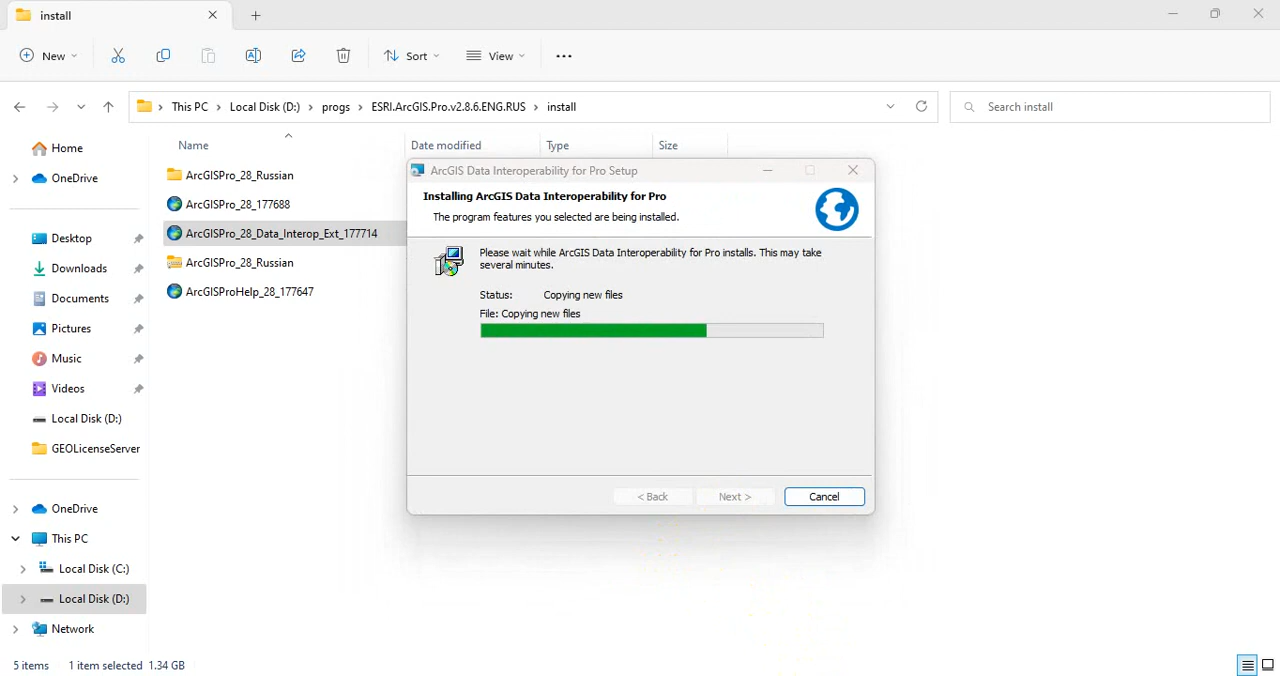 install
New
Sort
View
This PC
Local Disk (D:)
progs
ESRI.ArcGIS.Pro.v2.8.6.ENG.RUS
install
Search install
Home
OneDrive
Desktop
Downloads
Documents
Pictures
Music
Videos
Local Disk (D:)
GEOLicenseServer
OneDrive
This PC
Local Disk (C:)
Local Disk (D:)
Network
Name
Date modified
Type
Size
ArcGISPro_28_Russian
ArcGISPro_28_177688
ArcGISPro_28_Data_Interop_Ext_177714
ArcGISPro_28_Russian
ArcGISProHelp_28_177647
ArcGIS Data Interoperability for Pro Setup
Installing ArcGIS Data Interoperability for Pro
The program features you selected are being installed.
Please wait while ArcGIS Data Interoperability for Pro installs. This may take
several minutes.
Status: Copying new files
File: Copying new files
< Back
Next >
Cancel
5 items
1 item selected 1.34 GB